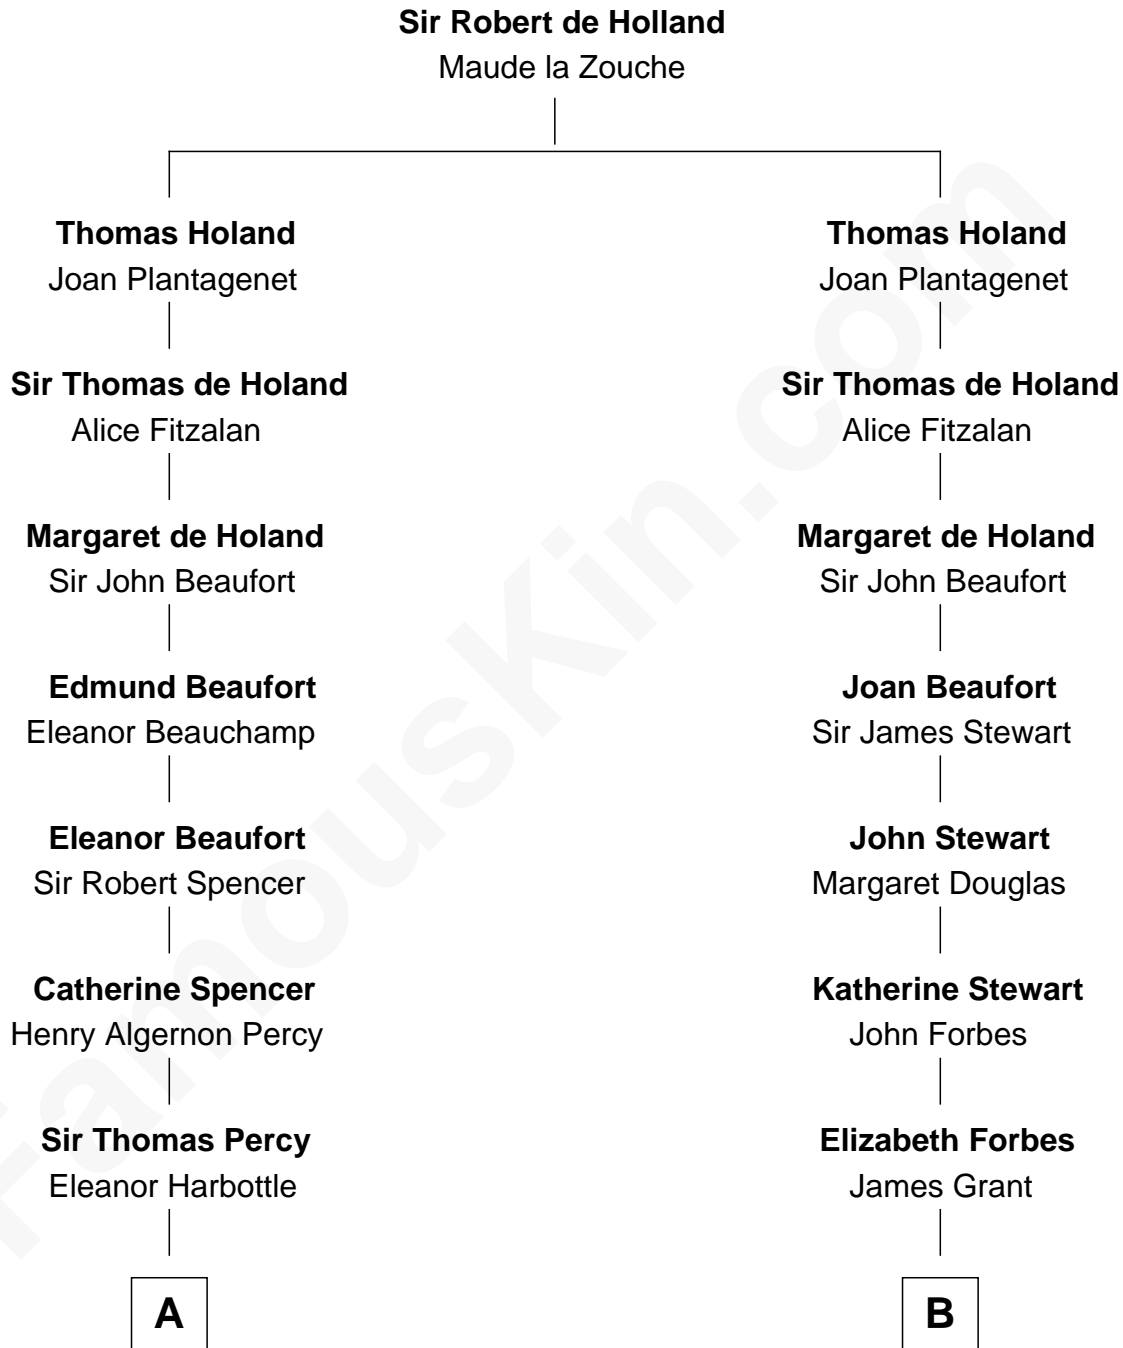 Sir Robert de Holland
Maude la Zouche
Thomas Holand
Joan Plantagenet
Sir Thomas de Holand
Alice Fitzalan
Margaret de Holand
Sir John Beaufort
Edmund Beaufort
Eleanor Beauchamp
Eleanor Beaufort
Sir Robert Spencer
Catherine Spencer
Henry Algernon Percy
Sir Thomas Percy
Eleanor Harbottle
A
Thomas Holand
Joan Plantagenet
Sir Thomas de Holand
Alice Fitzalan
Margaret de Holand
Sir John Beaufort
Joan Beaufort
Sir James Stewart
John Stewart
Margaret Douglas
Katherine Stewart
John Forbes
Elizabeth Forbes
James Grant
B
FamousKin.com